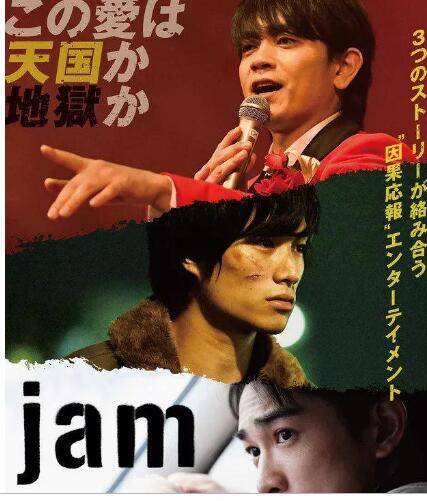 この愛は
天国か
地獄か
3つのストーリーが絡み合う
"因果応報"エンターテイメント
jam